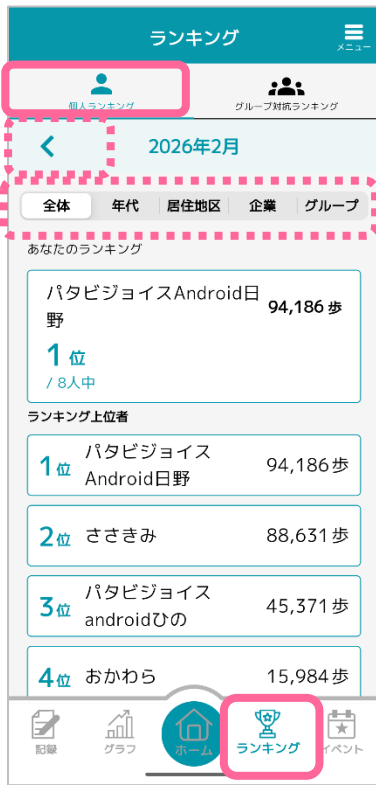 ランキング
メニュー
個人ランキング
グループ対抗ランキング
2026年2月
全体 年代 居住地区 企業 グループ
あなたのランキング
パタビジョイスAndroid日
野
94,186 歩
1 位
/ 8人中
ランキング上位者
1位 パタビジョイス
Android日野 94,186歩
2位 ささきみ 88,631歩
3位 パタビジョイス
androidひの 45,371歩
4位 おかわら 15,984歩
記録 グラフ ホーム ランキング イベント